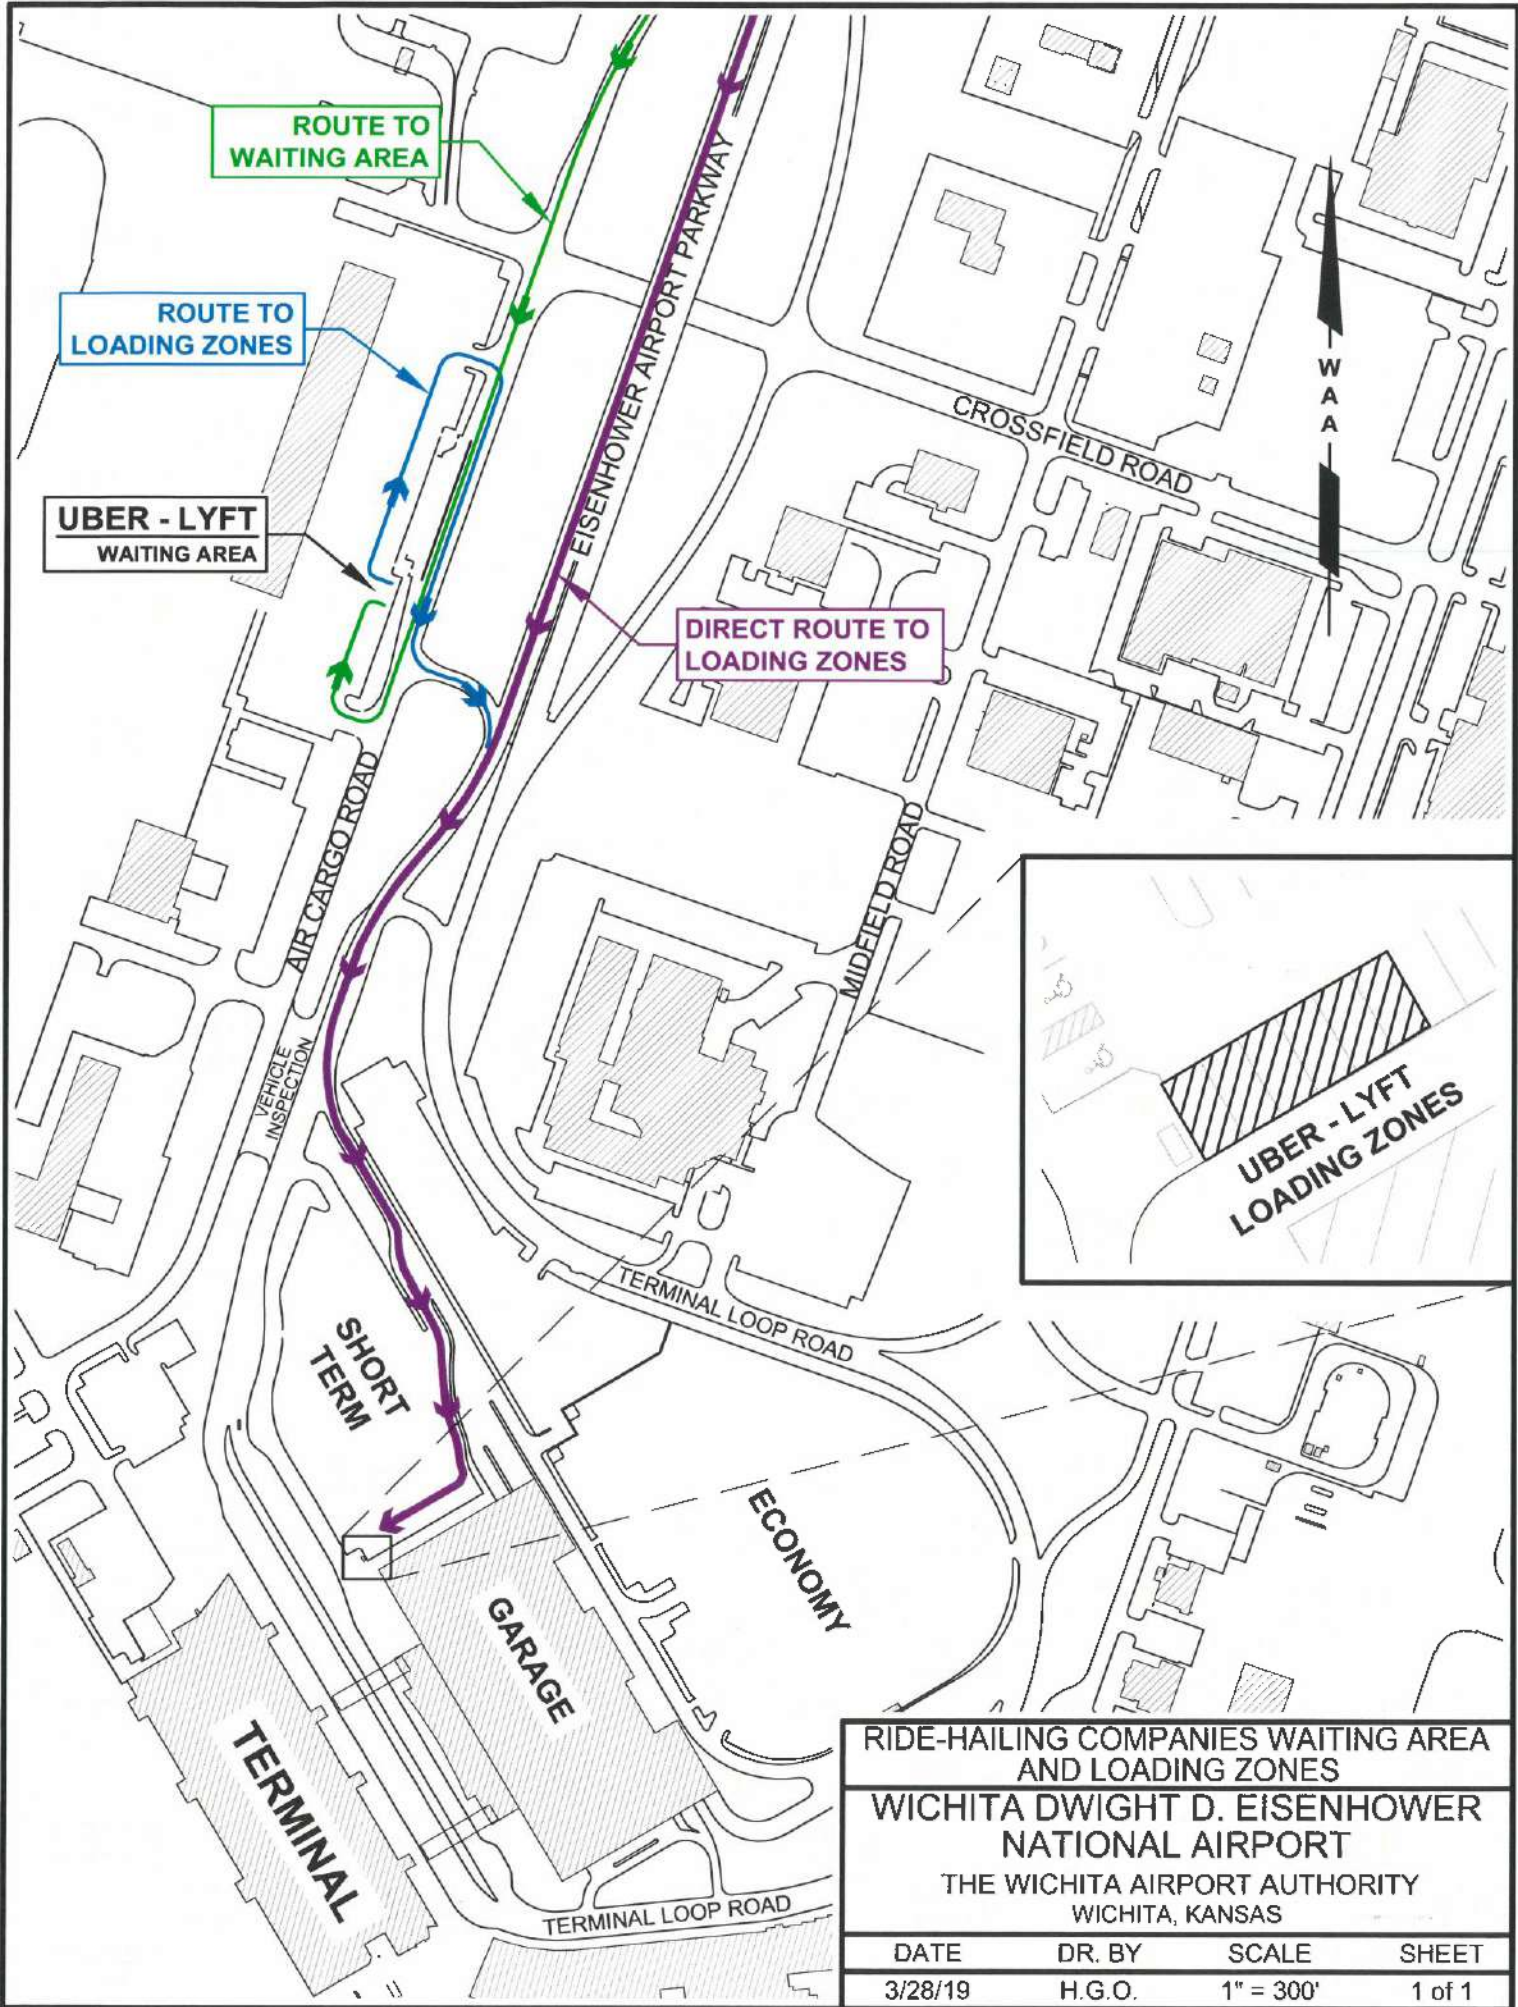 ROUTE TO
WAITING AREA
ROUTE TO
LOADING ZONES
UBER - LYFT
WAITING AREA
EISENHOWER AIRPORT PARKWAY
CROSSFIELD ROAD
WAA
DIRECT ROUTE TO
LOADING ZONES
AIR CARGO ROAD
MIDFIELD ROAD
VEHICLE
INSPECTION
UBER - LYFT
LOADING ZONES
TERMINAL LOOP ROAD
SHORT
TERM
ECONOMY
GARAGE
TERMINAL
TERMINAL LOOP ROAD
RIDE-HAILING COMPANIES WAITING AREA
AND LOADING ZONES
WICHITA DWIGHT D. EISENHOWER
NATIONAL AIRPORT
THE WICHITA AIRPORT AUTHORITY
WICHITA, KANSAS
DATE DR. BY SCALE SHEET
3/28/19 H.G.O. 1" = 300' 1 of 1